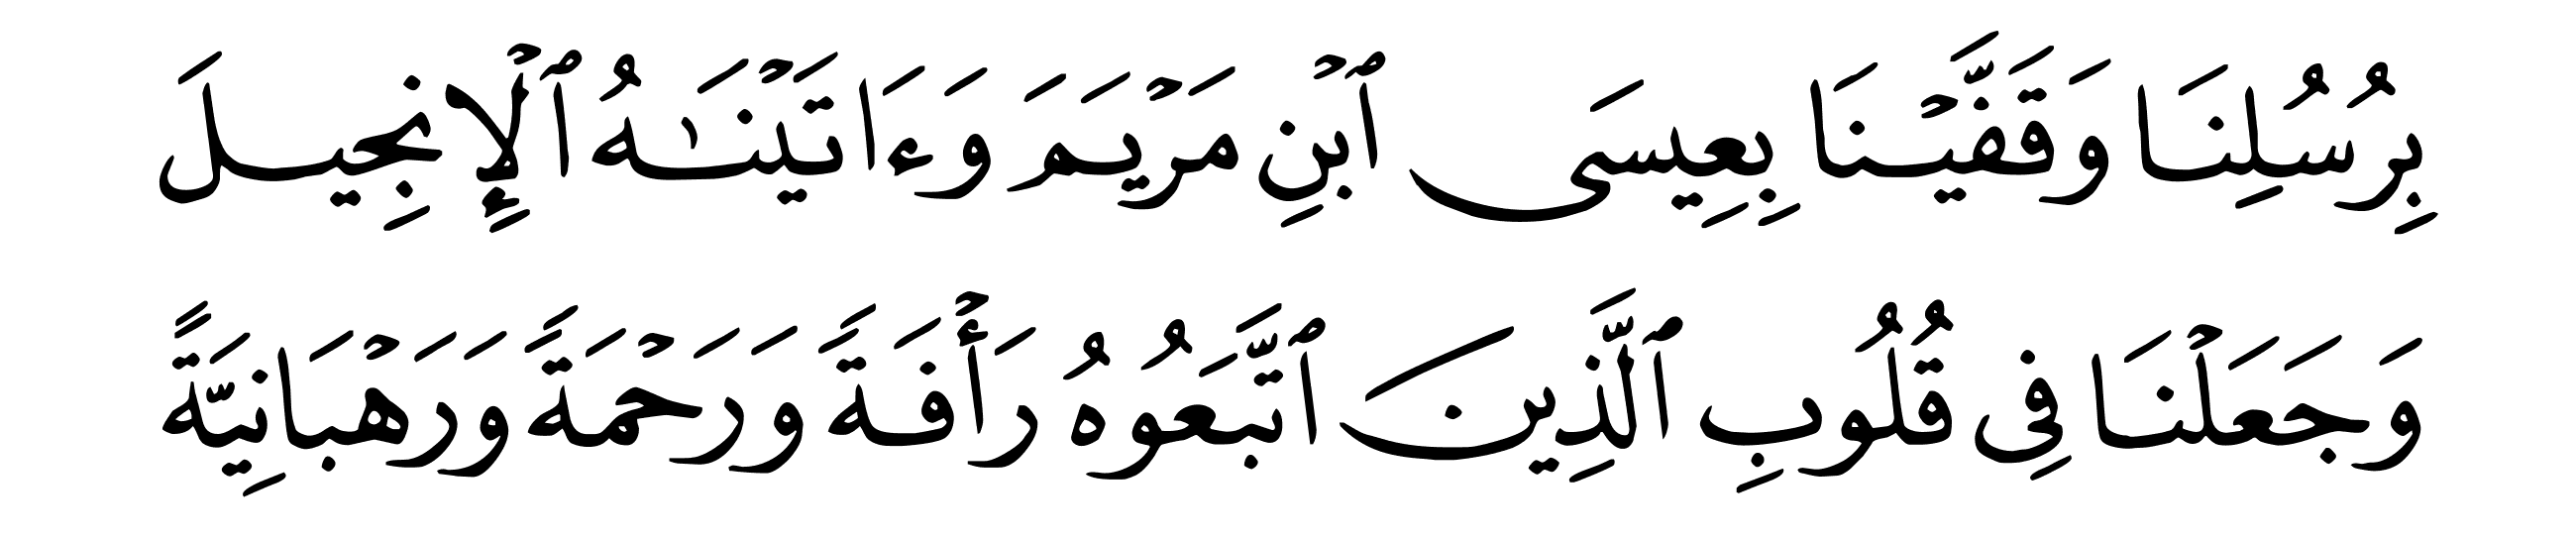 بِرُسُلِنَا وَقَفَّيۡنَا بِعِيسَى ٱبۡنِ مَرۡيَمَ وَءَاتَيۡنَٰهُ ٱلۡإِنجِيلَ
وَجَعَلۡنَا فِى قُلُوبِ ٱلَّذِينَ ٱتَّبَعُوهُ رَأۡفَةً وَرَحۡمَةً وَرَهۡبَانِيَّةً